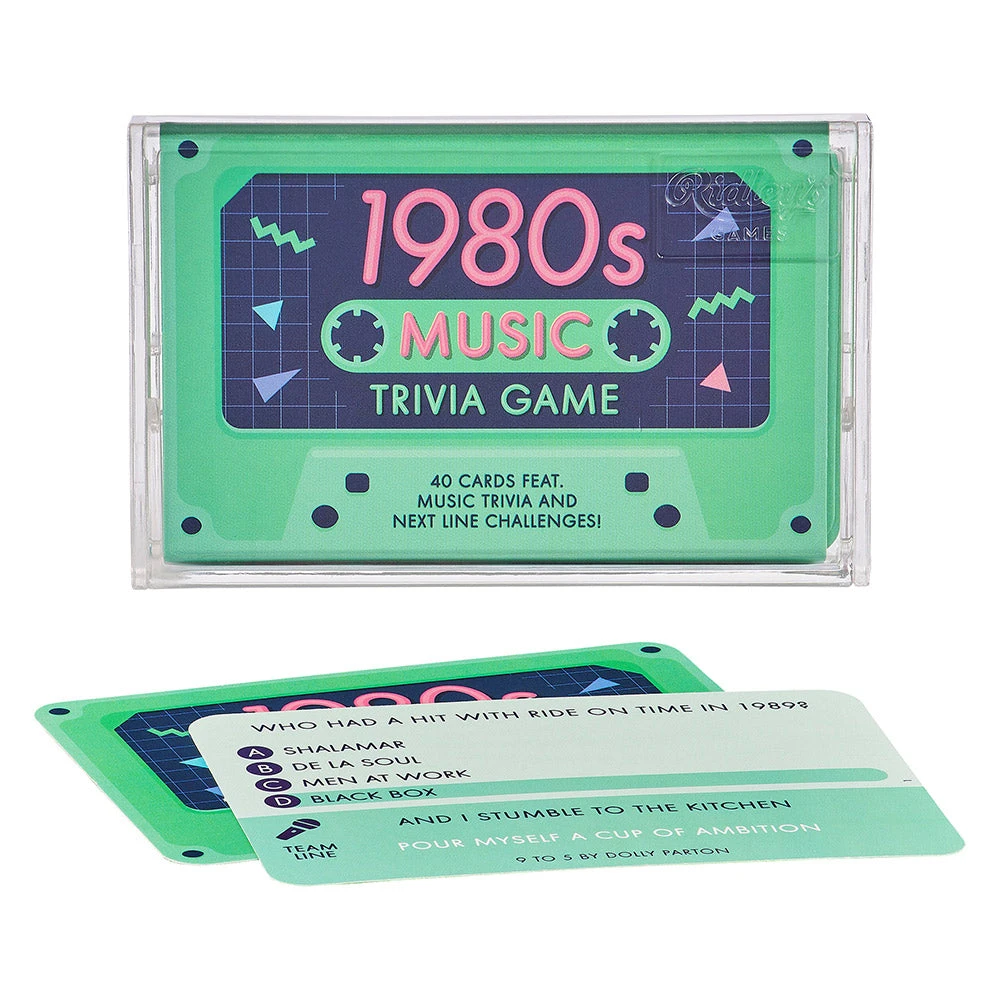 Ridley's
GAMES
1980s
MUSIC
TRIVIA GAME
40 CARDS FEAT.
MUSIC TRIVIA AND
NEXT LINE CHALLENGES!
1980s
WHO HAD A HIT WITH RIDE ON TIME IN 1989?
A SHALAMAR
B DE LA SOUL
C MEN AT WORK
D BLACK BOX
TEAM
LINE
AND I STUMBLE TO THE KITCHEN
POUR MYSELF A CUP OF AMBITION
9 TO 5 BY DOLLY PARTON